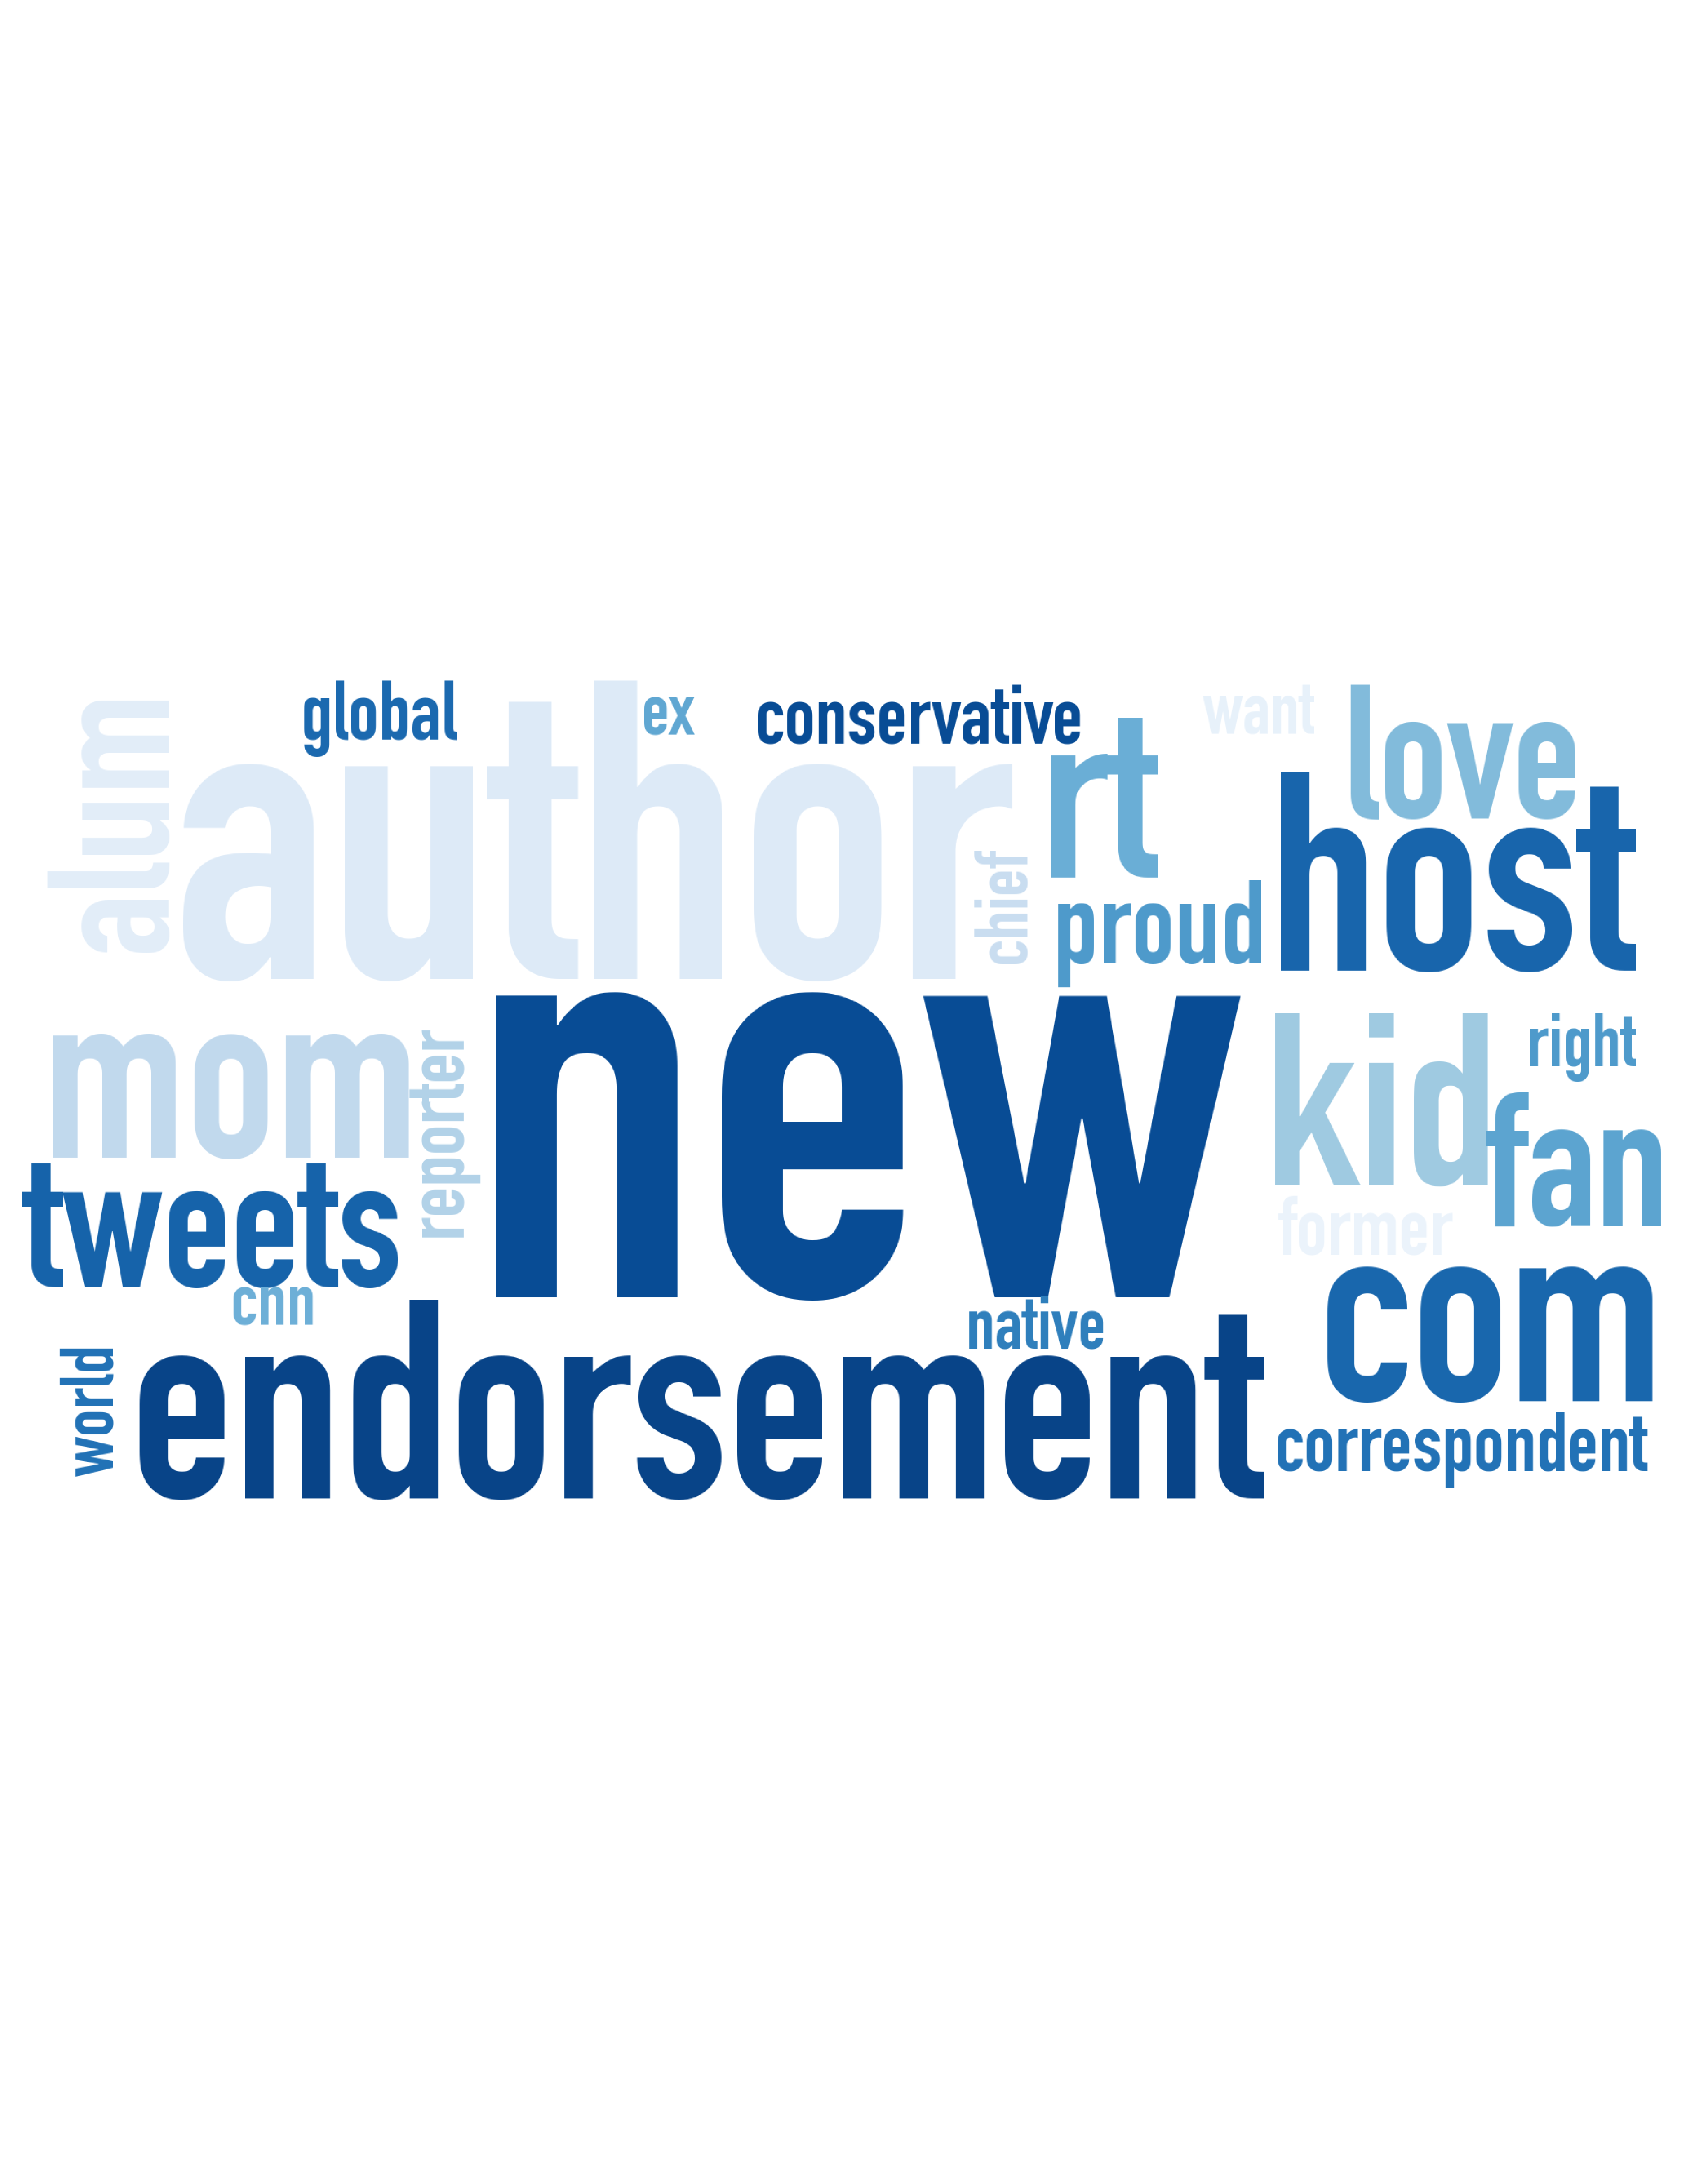 global
ex
conservative
want
love
alum
author
rt
host
chief
proud
new
mom
reporter
kid
right
fan
tweets
former
cnn
native
com
world
endorsement
correspondent